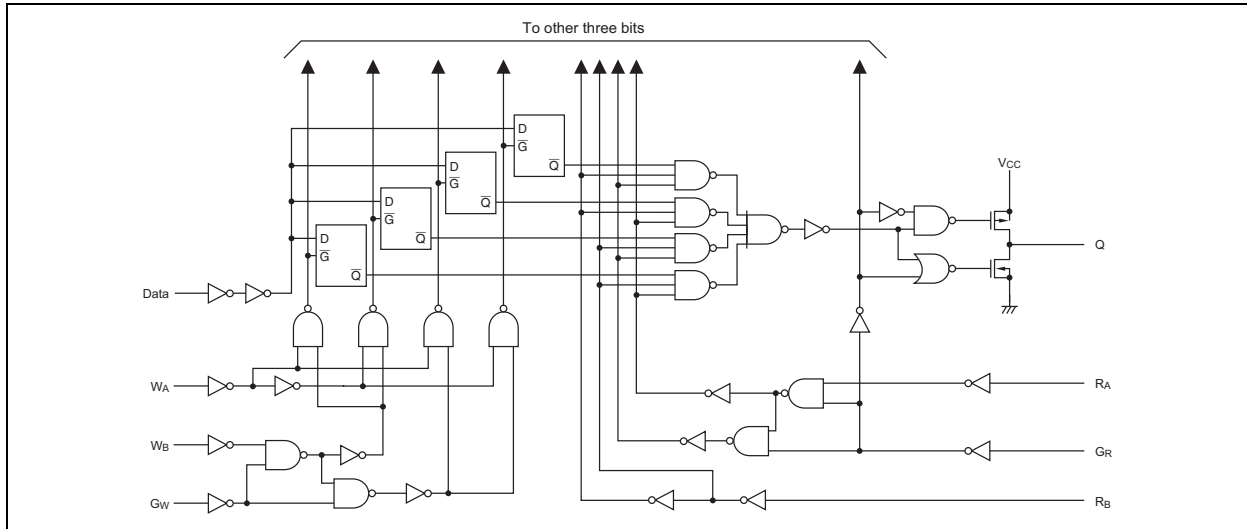 To other three bits
D
G̅
Q̅
D
G̅
Q̅
VCC
D
G̅
Q̅
Q
D
G̅
Q̅
Data
WA
RA
WB
GR
GW
RB